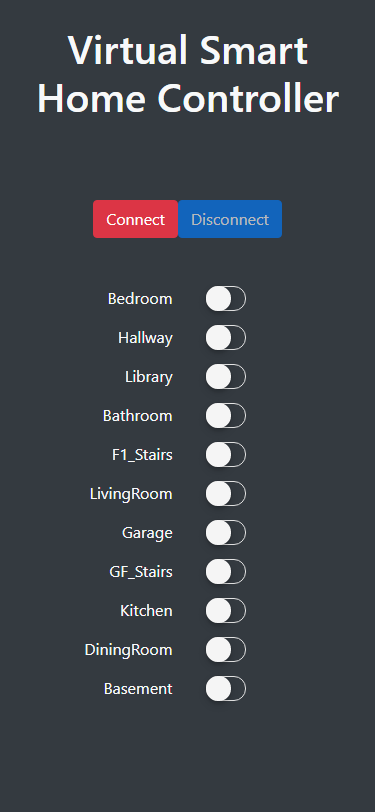 Virtual Smart
Home Controller
Connect Disconnect
Bedroom
Hallway
Library
Bathroom
F1_Stairs
LivingRoom
Garage
GF_Stairs
Kitchen
DiningRoom
Basement